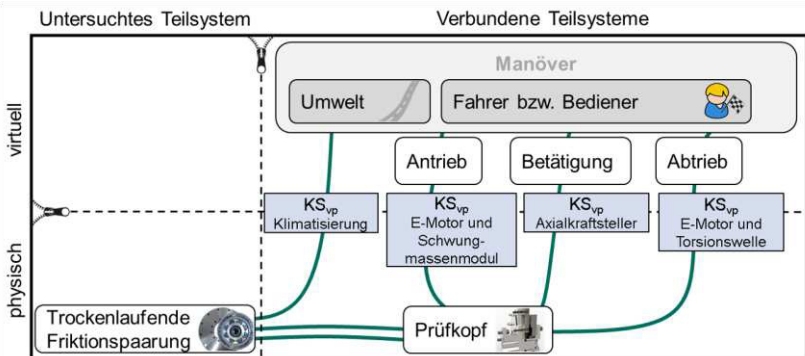 Untersuchtes Teilsystem
Verbundene Teilsysteme
virtuell
physisch
Manöver
Umwelt
Fahrer bzw. Bediener
Antrieb
Betätigung
Abtrieb
KSvp
Klimatisierung
KSvp
E-Motor und
Schwung-
massenmodul
KSvp
Axialkraftsteller
KSvp
E-Motor und
Torsionswelle
Trockenlaufende
Friktionspaarung
Prüfkopf